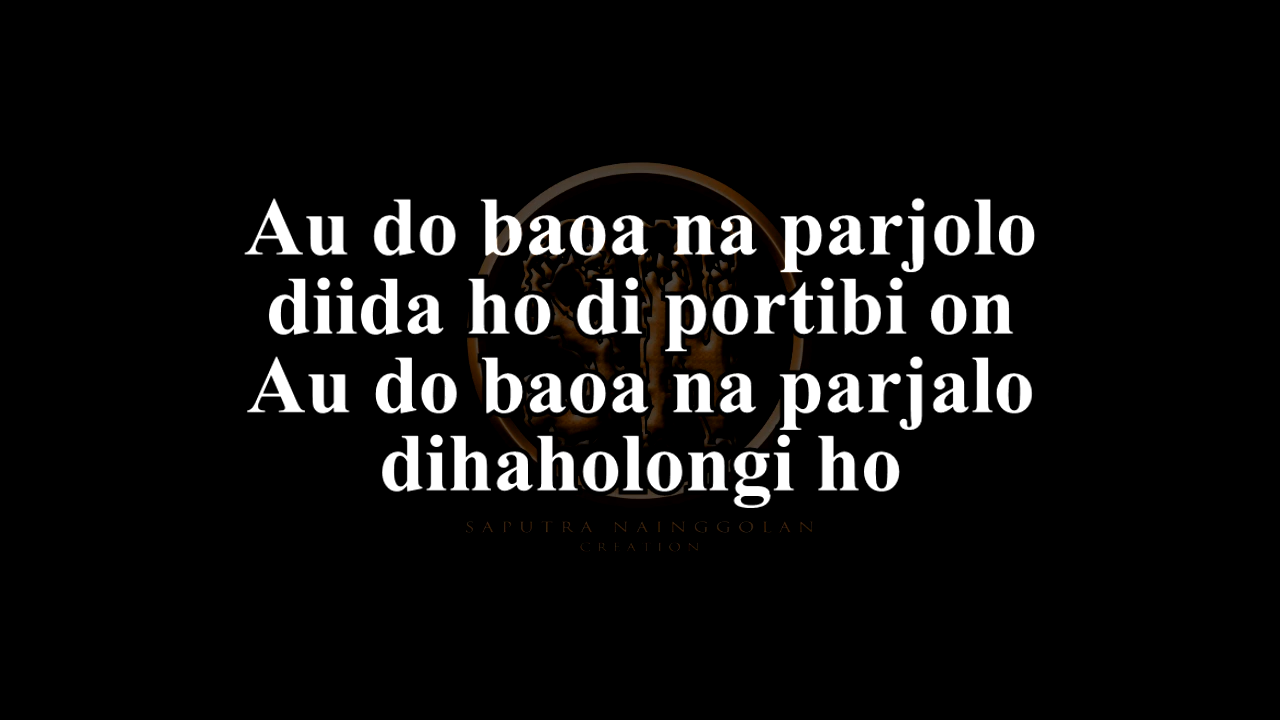 Au do baoa na parjolo
diida ho di portibi on
Au do baoa na parjalo
dihaholongi ho
SAPUTRA NAINGGOLAN
CREATION